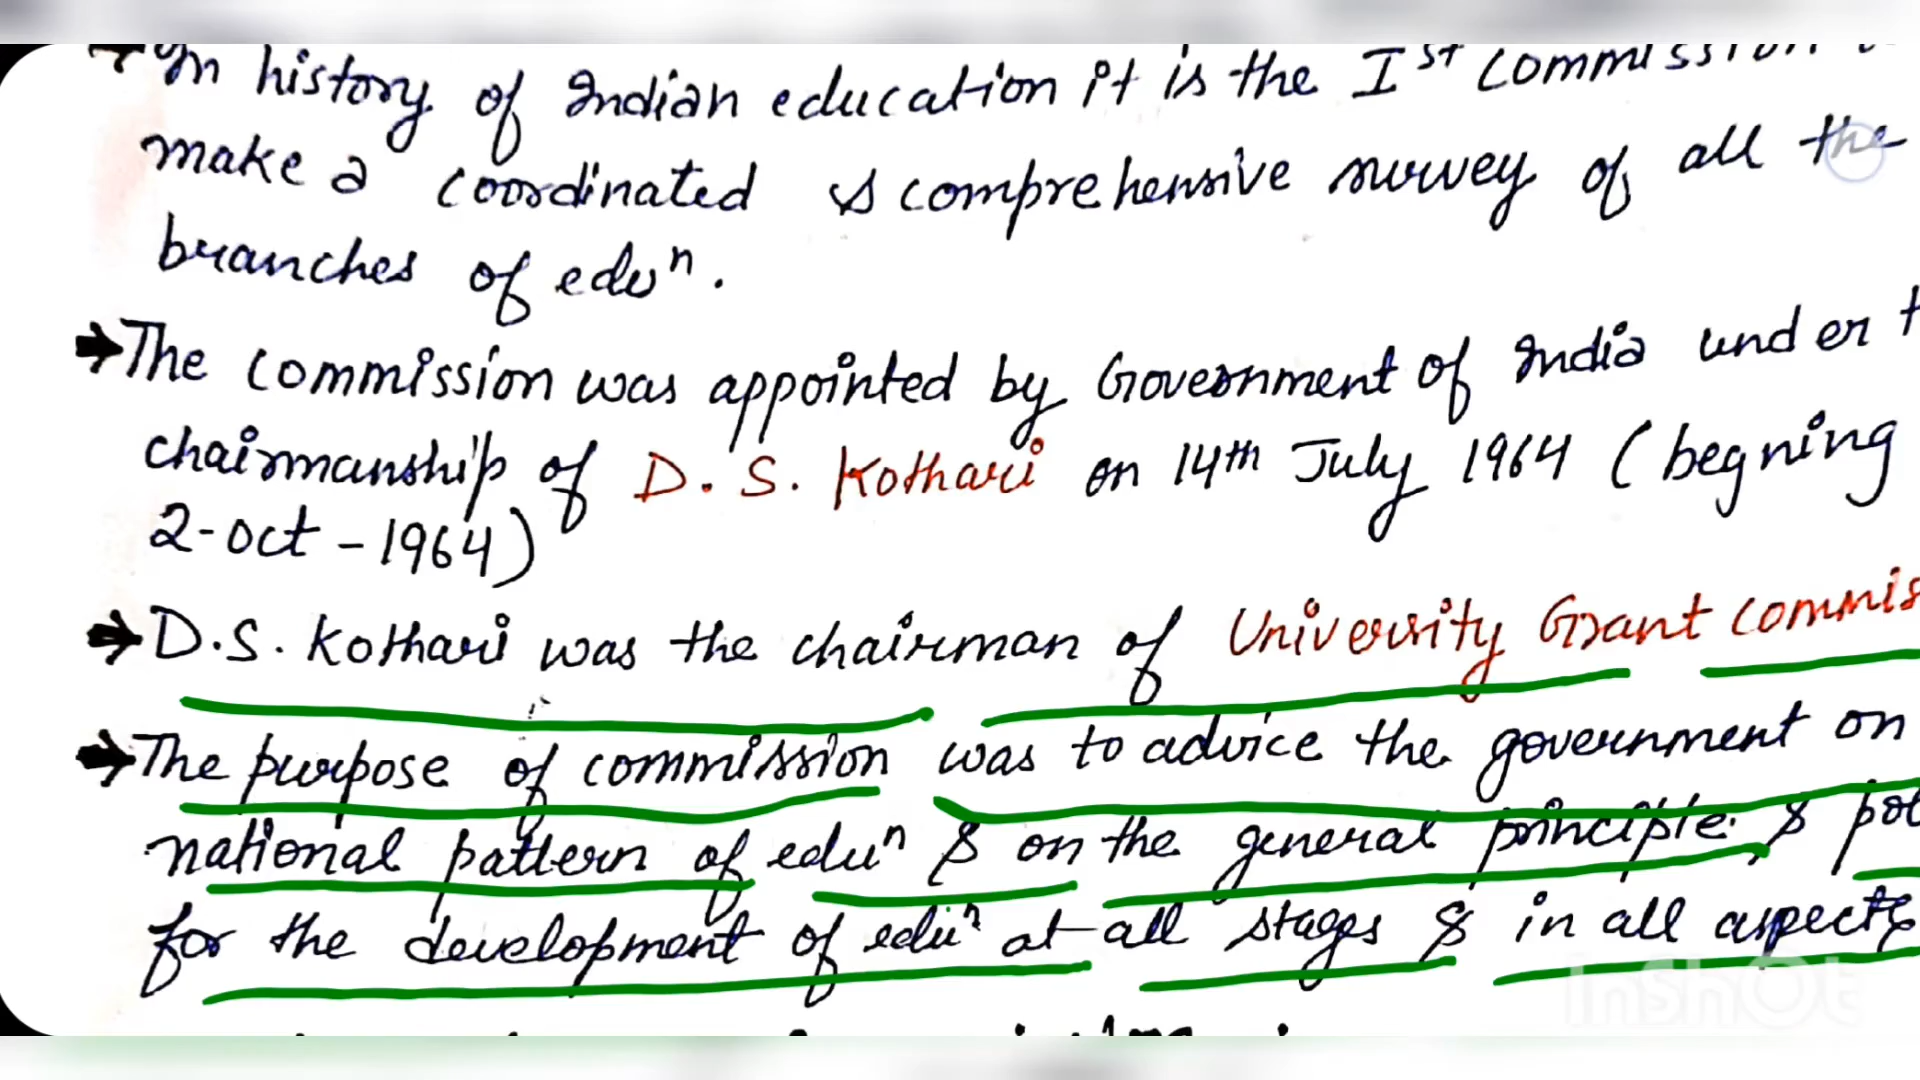 → In history of Indian education it is the Ist commission
make a coordinated & comprehensive survey of all the
branches of eduⁿ.
→ The commission was appointed by Government of India under
chairmanship of D. S. Kothari on 14th July 1964 (begning
2-oct-1964)
→ D.S. Kothari was the chairman of University Grant
→ The purpose of commission was to advice the government on
national pattern of eduⁿ & on the general principle &
for the development of eduⁿ at all stages & in all aspects
InShOt